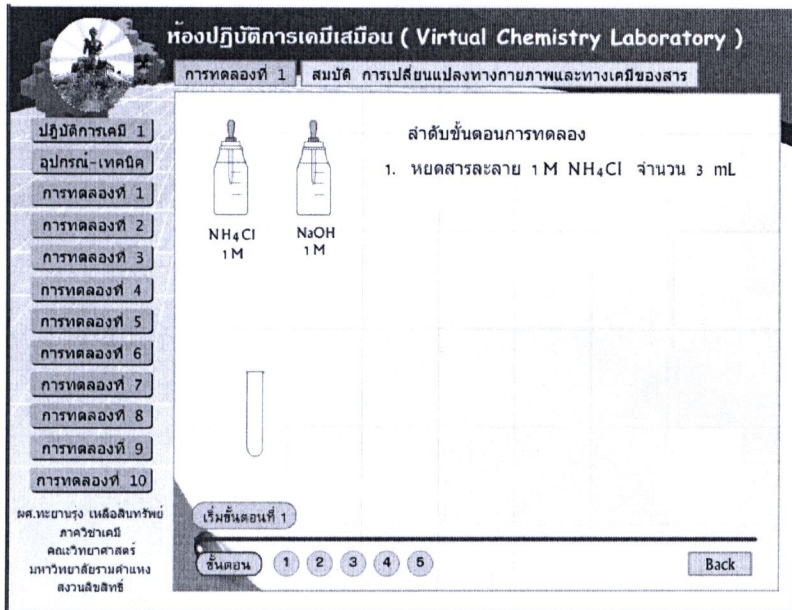 ห้องปฏิบัติการเคมีเสมือน ( Virtual Chemistry Laboratory )
การทดลองที่ 1
สมบัติ การเปลี่ยนแปลงทางกายภาพและทางเคมีของสาร
ปฏิบัติการเคมี 1
อุปกรณ์-เทคนิค
การทดลองที่ 1
การทดลองที่ 2
การทดลองที่ 3
การทดลองที่ 4
การทดลองที่ 5
การทดลองที่ 6
การทดลองที่ 7
การทดลองที่ 8
การทดลองที่ 9
การทดลองที่ 10
ผศ.ทะยานรุ่ง เหลือสินทรัพย์
ภาควิชาเคมี
คณะวิทยาศาสตร์
มหาวิทยาลัยรามคำแหง
สงวนลิขสิทธิ์
NH4Cl
1 M
NaOH
1 M
ลำดับขั้นตอนการทดลอง
1. หยดสารละลาย 1 M NH4Cl จำนวน 3 mL
เริ่มขั้นตอนที่ 1
ขั้นตอน 1 2 3 4 5
Back